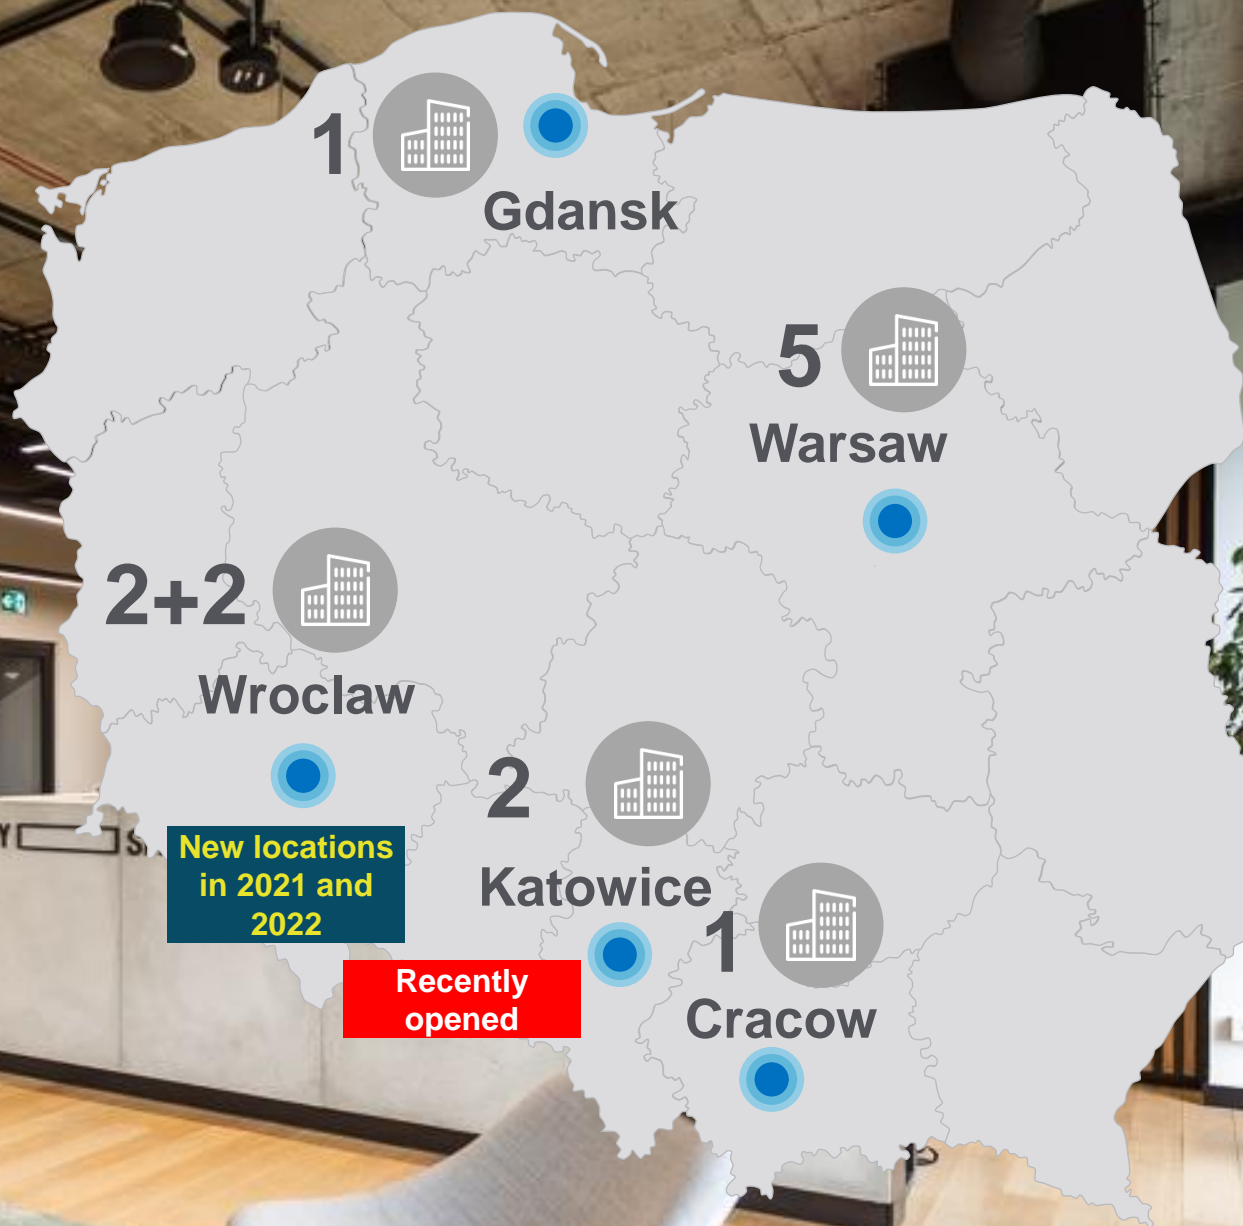 1
Gdansk
5
Warsaw
2+2
Wroclaw
New locations
in 2021 and
2022
2
Katowice
Recently
opened
1
Cracow